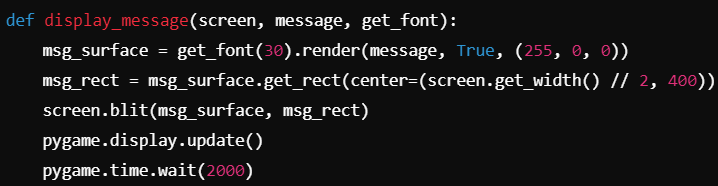 def display_message(screen, message, get_font):
    msg_surface = get_font(30).render(message, True, (255, 0, 0))
    msg_rect = msg_surface.get_rect(center=(screen.get_width() // 2, 400))
    screen.blit(msg_surface, msg_rect)
    pygame.display.update()
    pygame.time.wait(2000)